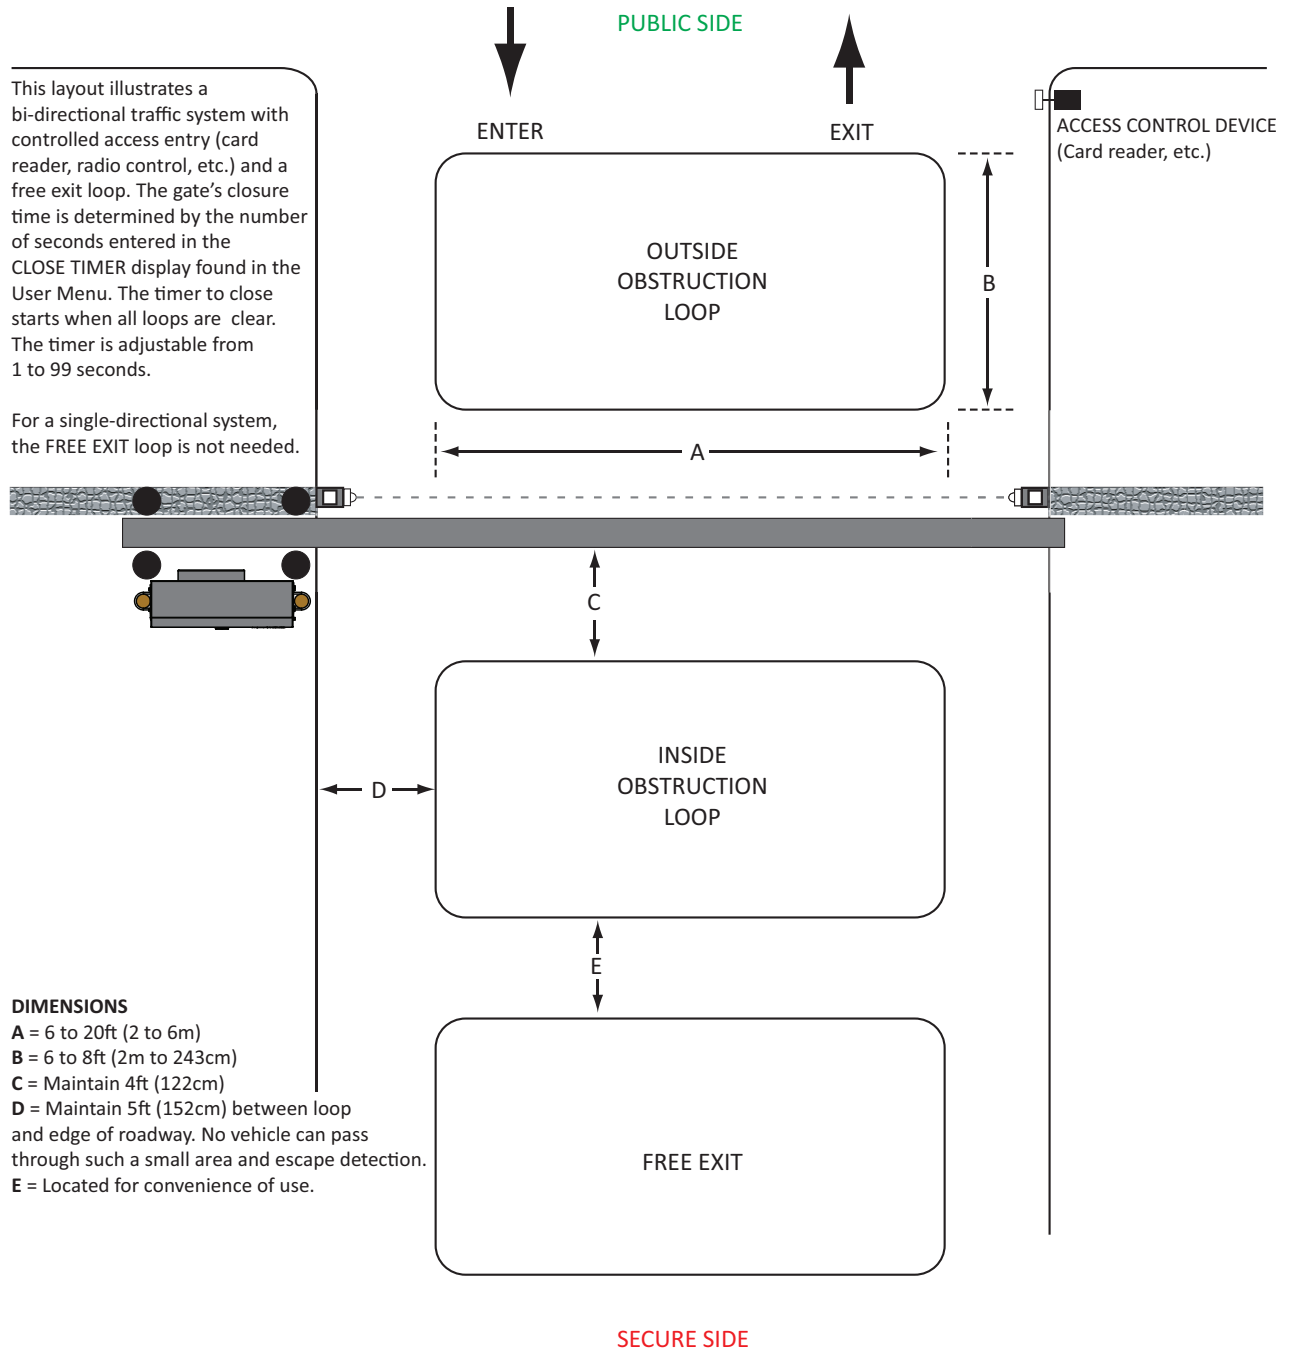 PUBLIC SIDE
This layout illustrates a
bi-directional traffic system with
controlled access entry (card
reader, radio control, etc.) and a
free exit loop. The gate's closure
time is determined by the number
of seconds entered in the
CLOSE TIMER display found in the
User Menu. The timer to close
starts when all loops are clear.
The timer is adjustable from
1 to 99 seconds.
For a single-directional system,
the FREE EXIT loop is not needed.
ENTER
EXIT
ACCESS CONTROL DEVICE
(Card reader, etc.)
OUTSIDE
OBSTRUCTION
LOOP
B
A
C
INSIDE
OBSTRUCTION
LOOP
D
E
DIMENSIONS
A = 6 to 20ft (2 to 6m)
B = 6 to 8ft (2m to 243cm)
C = Maintain 4ft (122cm)
D = Maintain 5ft (152cm) between loop
and edge of roadway. No vehicle can pass
through such a small area and escape detection.
E = Located for convenience of use.
FREE EXIT
SECURE SIDE